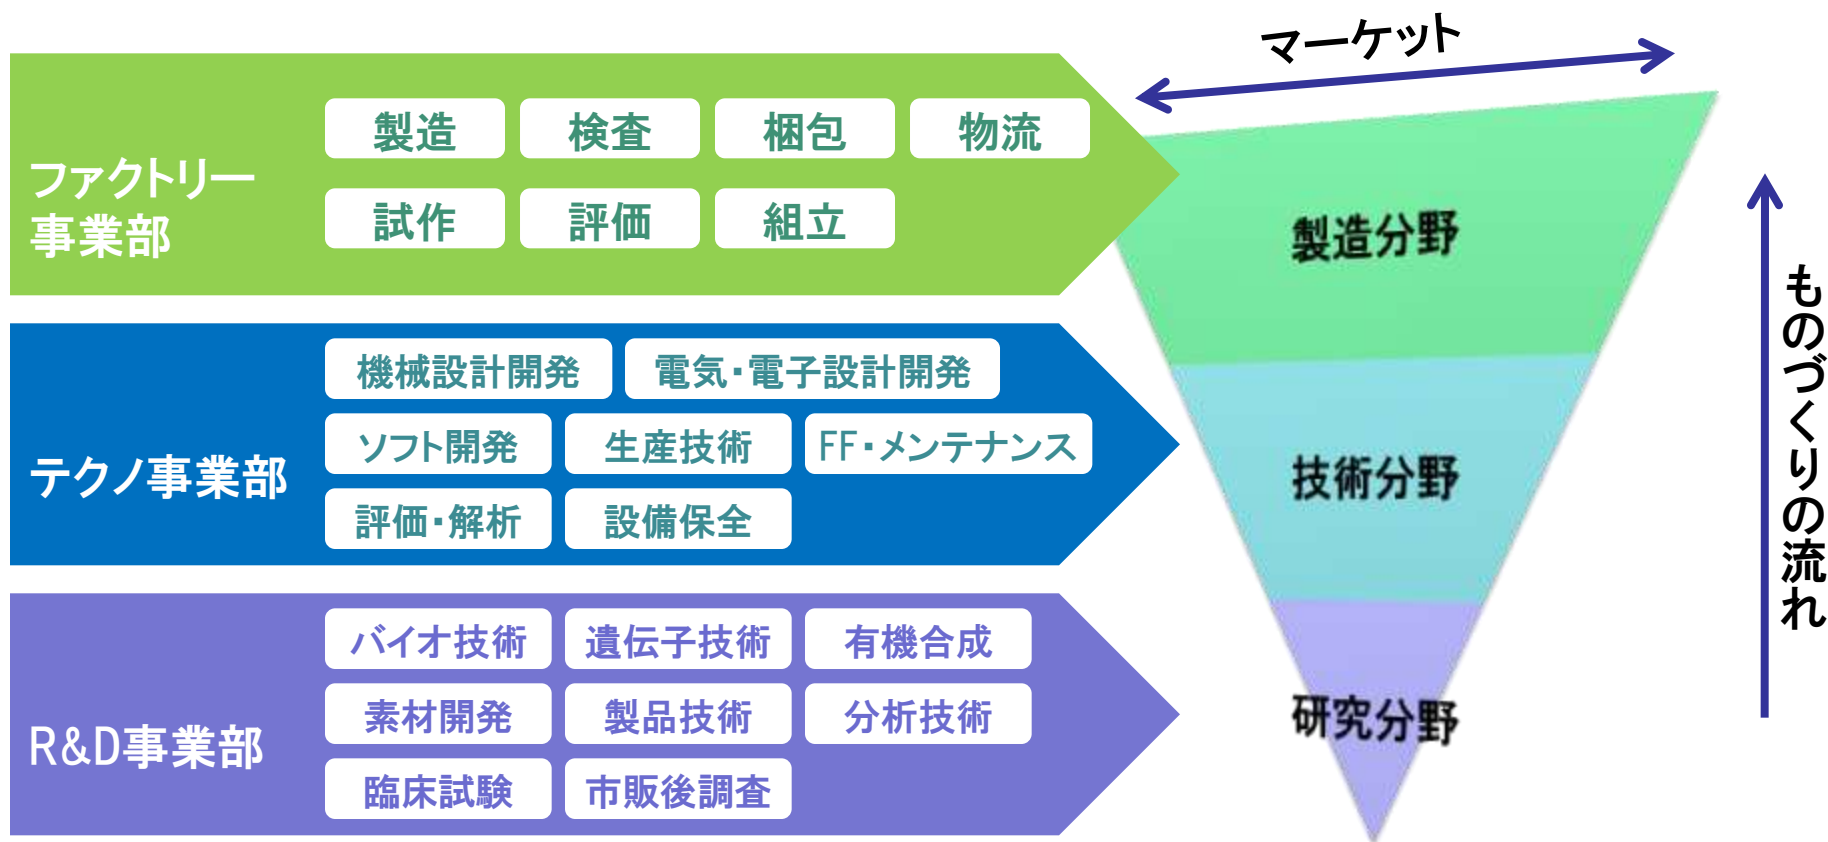 マーケット
ファクトリー
事業部
製造
検査
梱包
物流
試作
評価
組立
製造分野
テクノ事業部
機械設計開発
電気・電子設計開発
ソフト開発
生産技術
FF・メンテナンス
評価・解析
設備保全
技術分野
R&D事業部
バイオ技術
遺伝子技術
有機合成
素材開発
製品技術
分析技術
臨床試験
市販後調査
研究分野
ものづくりの流れ